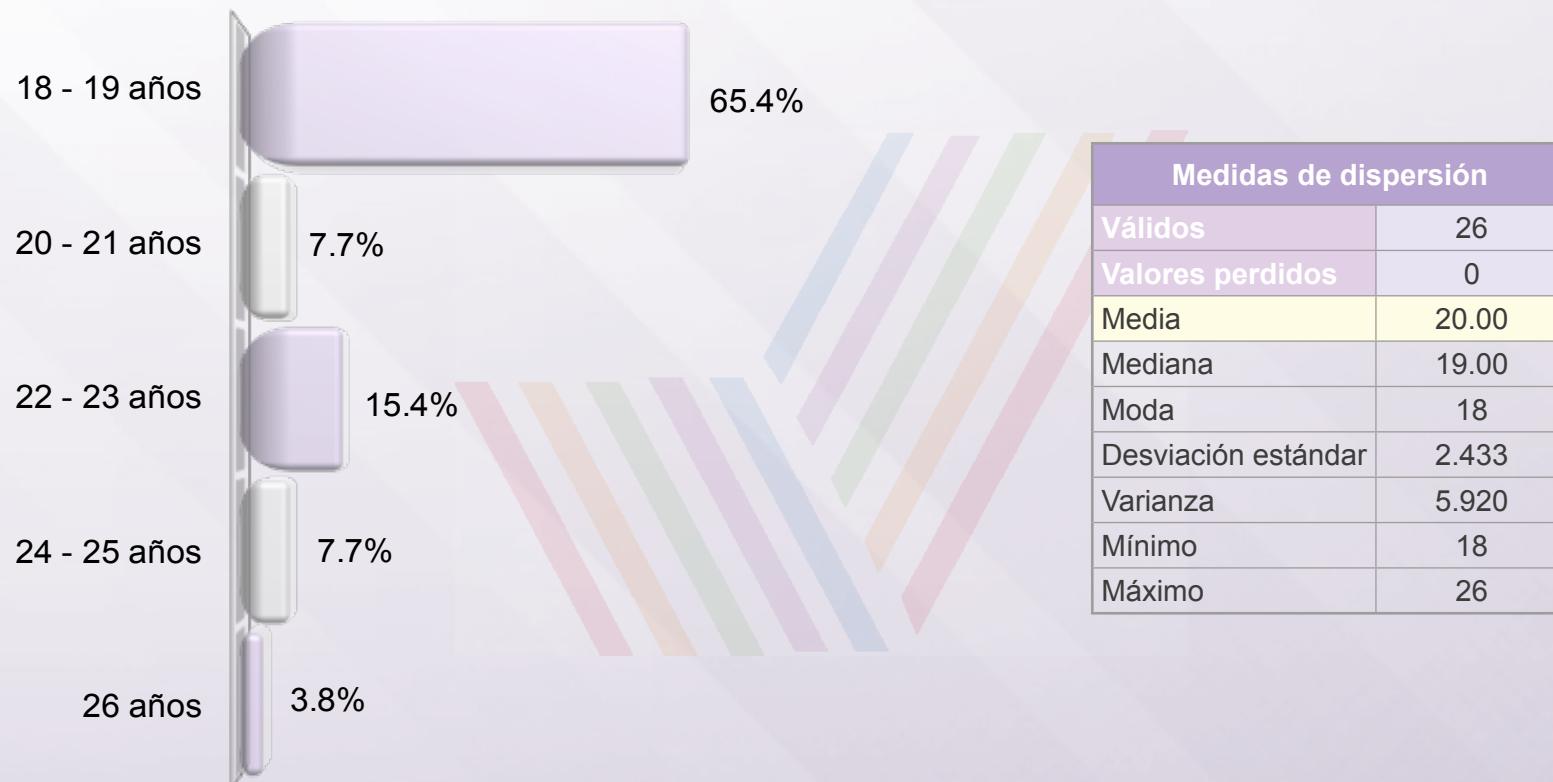 18 - 19 años
65.4%
20 - 21 años
7.7%
22 - 23 años
15.4%
24 - 25 años
7.7%
26 años
3.8%
Medidas de dispersión
Válidos 26
Valores perdidos 0
Media 20.00
Mediana 19.00
Moda 18
Desviación estándar 2.433
Varianza 5.920
Mínimo 18
Máximo 26